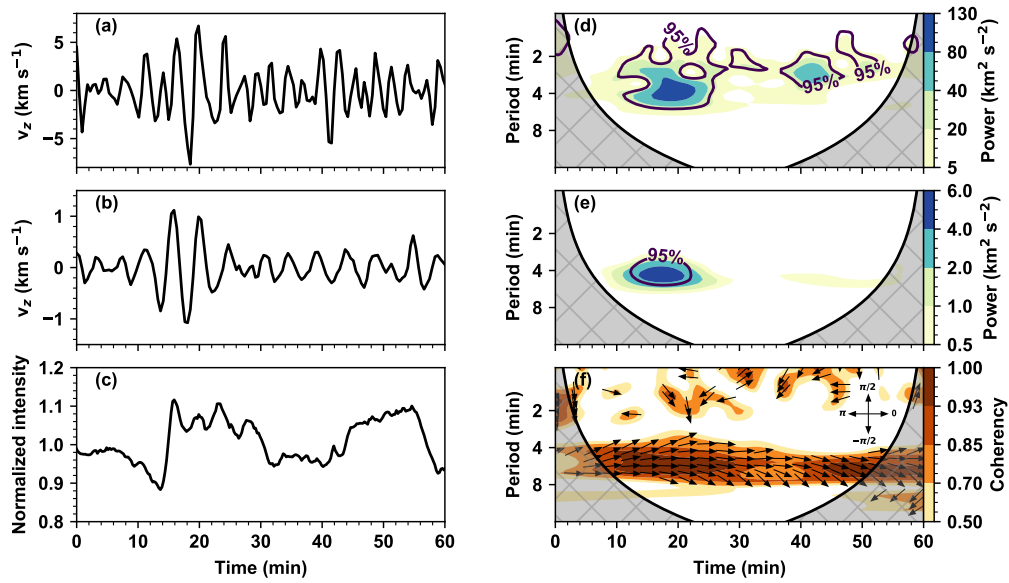 (a)
5
0
−5
v_z (km s⁻¹)
(b)
1
0
−1
v_z (km s⁻¹)
(c)
1.2
1.1
1.0
0.9
0.8
Normalized intensity
0 10 20 30 40 50 60
Time (min)
(d)
95%
95%
95%
2
4
8
Period (min)
130
80
40
20
5
Power (km² s⁻²)
(e)
95%
2
4
8
Period (min)
6.0
4.0
2.0
1.0
0.5
Power (km² s⁻²)
(f)
π/2
π 0
−π/2
2
4
8
Period (min)
1.00
0.93
0.85
0.70
0.50
Coherency
0 10 20 30 40 50 60
Time (min)